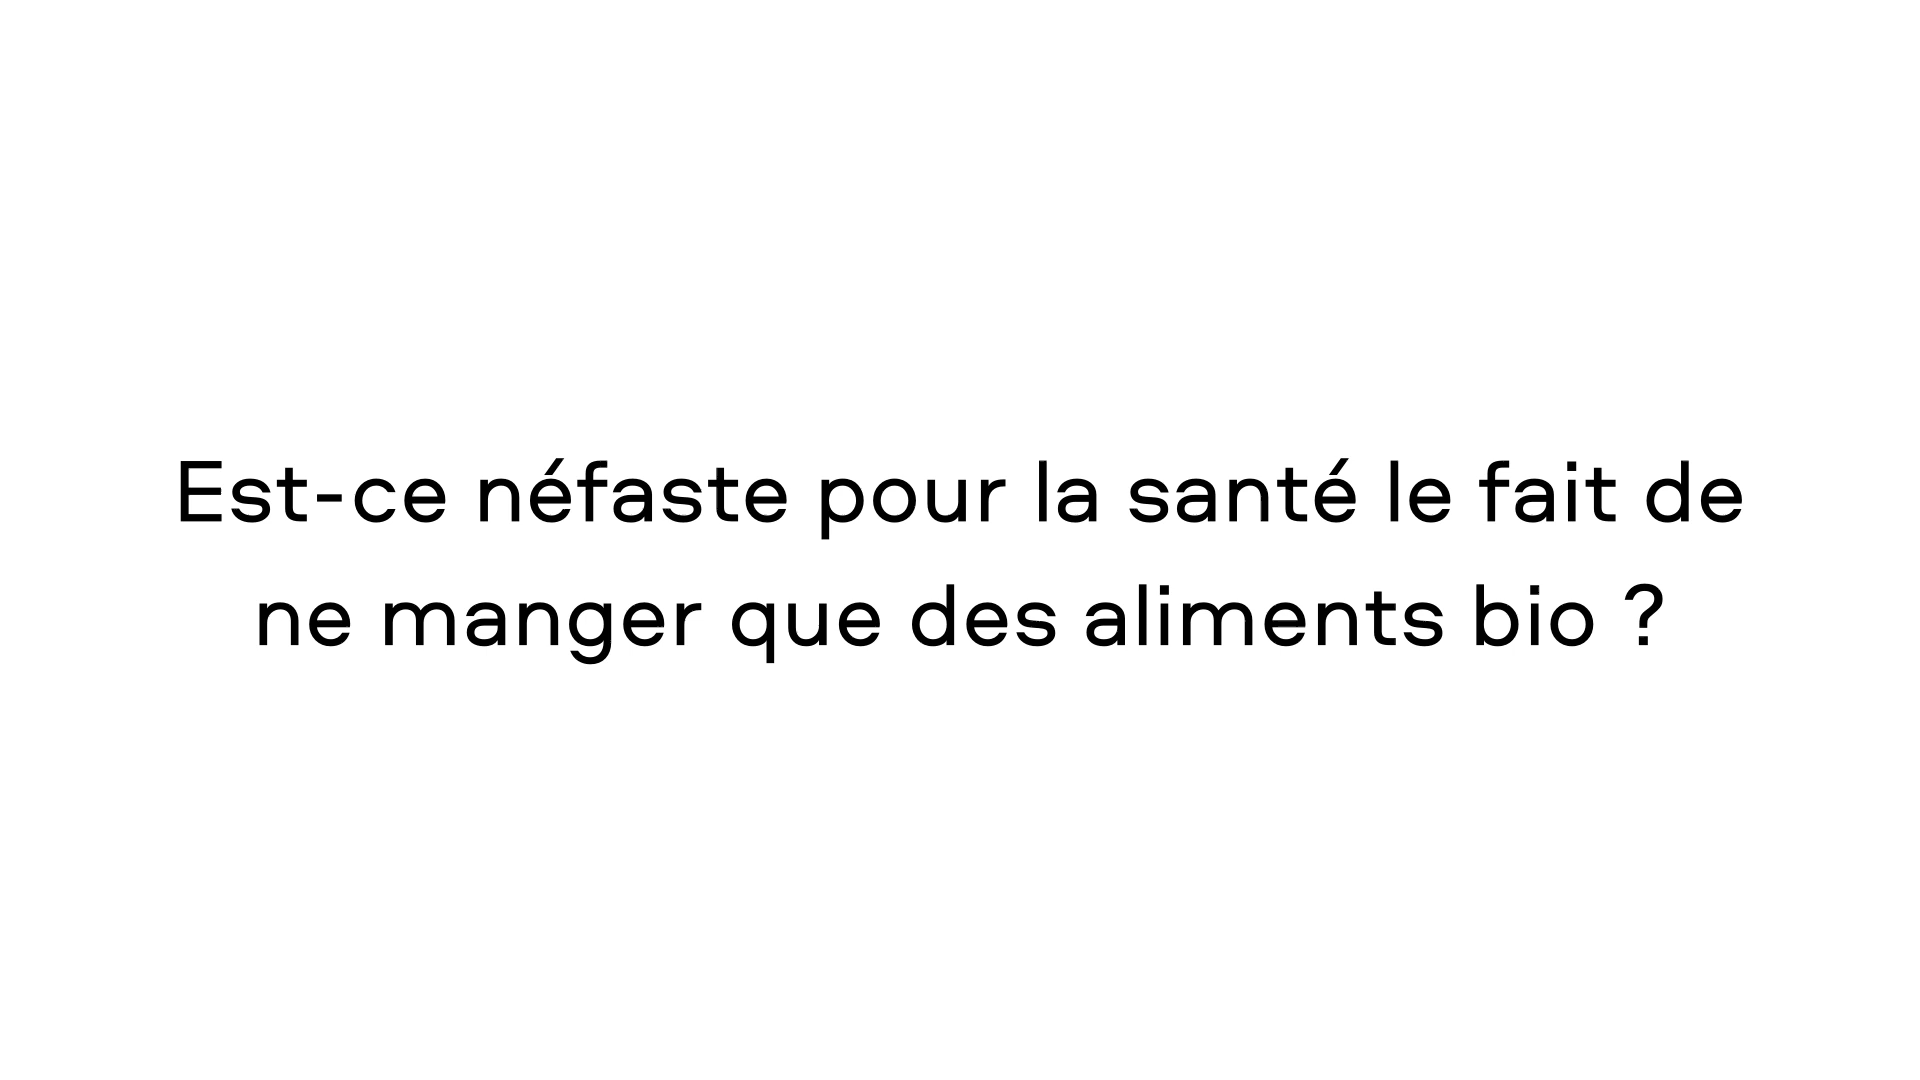 Est-ce néfaste pour la santé le fait de
ne manger que des aliments bio ?